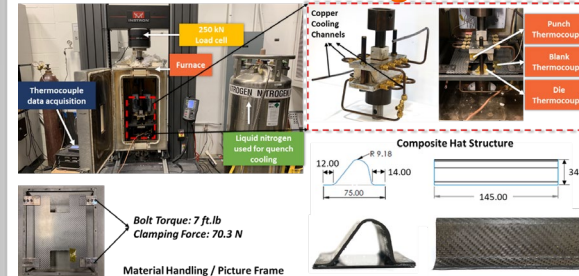 250 kN
Load cell
Furnace
Thermocouple
data acquisition
Liquid nitrogen
used for quench
cooling
Copper
Cooling
Channels
Punch
Thermocoup
Blank
Thermocoup
Die
Thermocoup
Composite Hat Structure
R 9.18
12.00
14.00
75.00
34
145.00
Bolt Torque: 7 ft.lb
Clamping Force: 70.3 N
Material Handling / Picture Frame